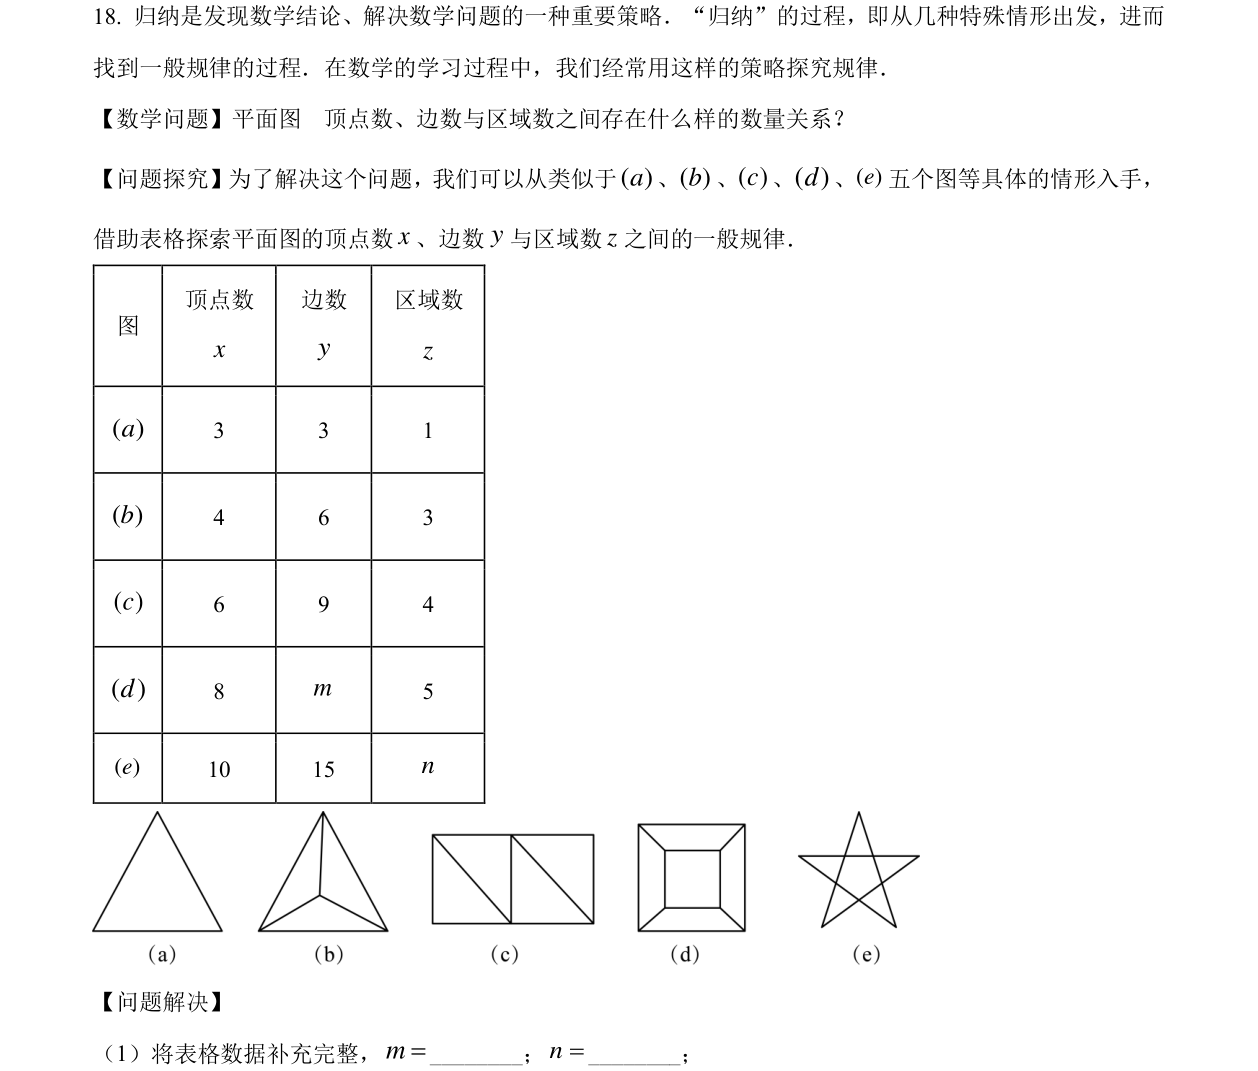 18. 归纳是发现数学结论、解决数学问题的一种重要策略．“归纳”的过程，即从几种特殊情形出发，进而
找到一般规律的过程．在数学的学习过程中，我们经常用这样的策略探究规律．
【数学问题】平面图　顶点数、边数与区域数之间存在什么样的数量关系？
【问题探究】为了解决这个问题，我们可以从类似于(a)、(b)、(c)、(d)、(e)五个图等具体的情形入手，
借助表格探索平面图的顶点数x、边数y与区域数z之间的一般规律．
图 顶点数x 边数y 区域数z
(a) 3 3 1
(b) 4 6 3
(c) 6 9 4
(d) 8 m 5
(e) 10 15 n
（a） （b） （c） （d） （e）
【问题解决】
（1）将表格数据补充完整，m=________；n=________；